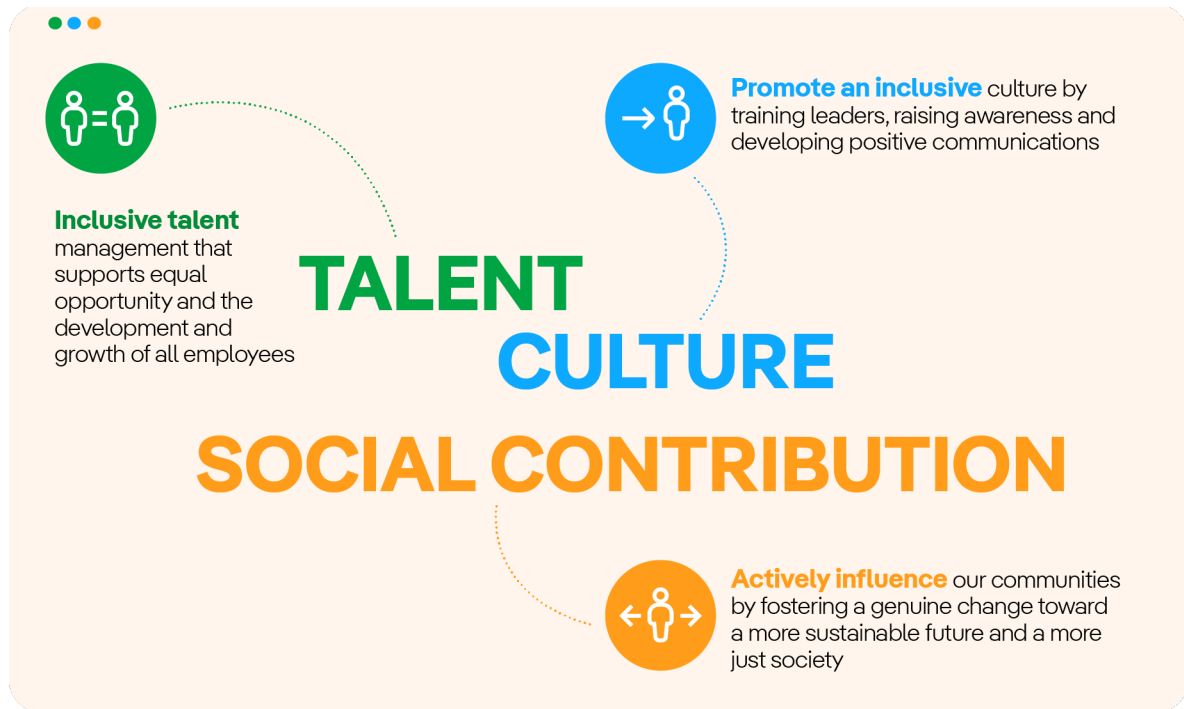 Inclusive talent
management that
supports equal
opportunity and the
development and
growth of all employees
TALENT
Promote an inclusive culture by
training leaders, raising awareness and
developing positive communications
CULTURE
SOCIAL CONTRIBUTION
Actively influence our communities
by fostering a genuine change toward
a more sustainable future and a more
just society